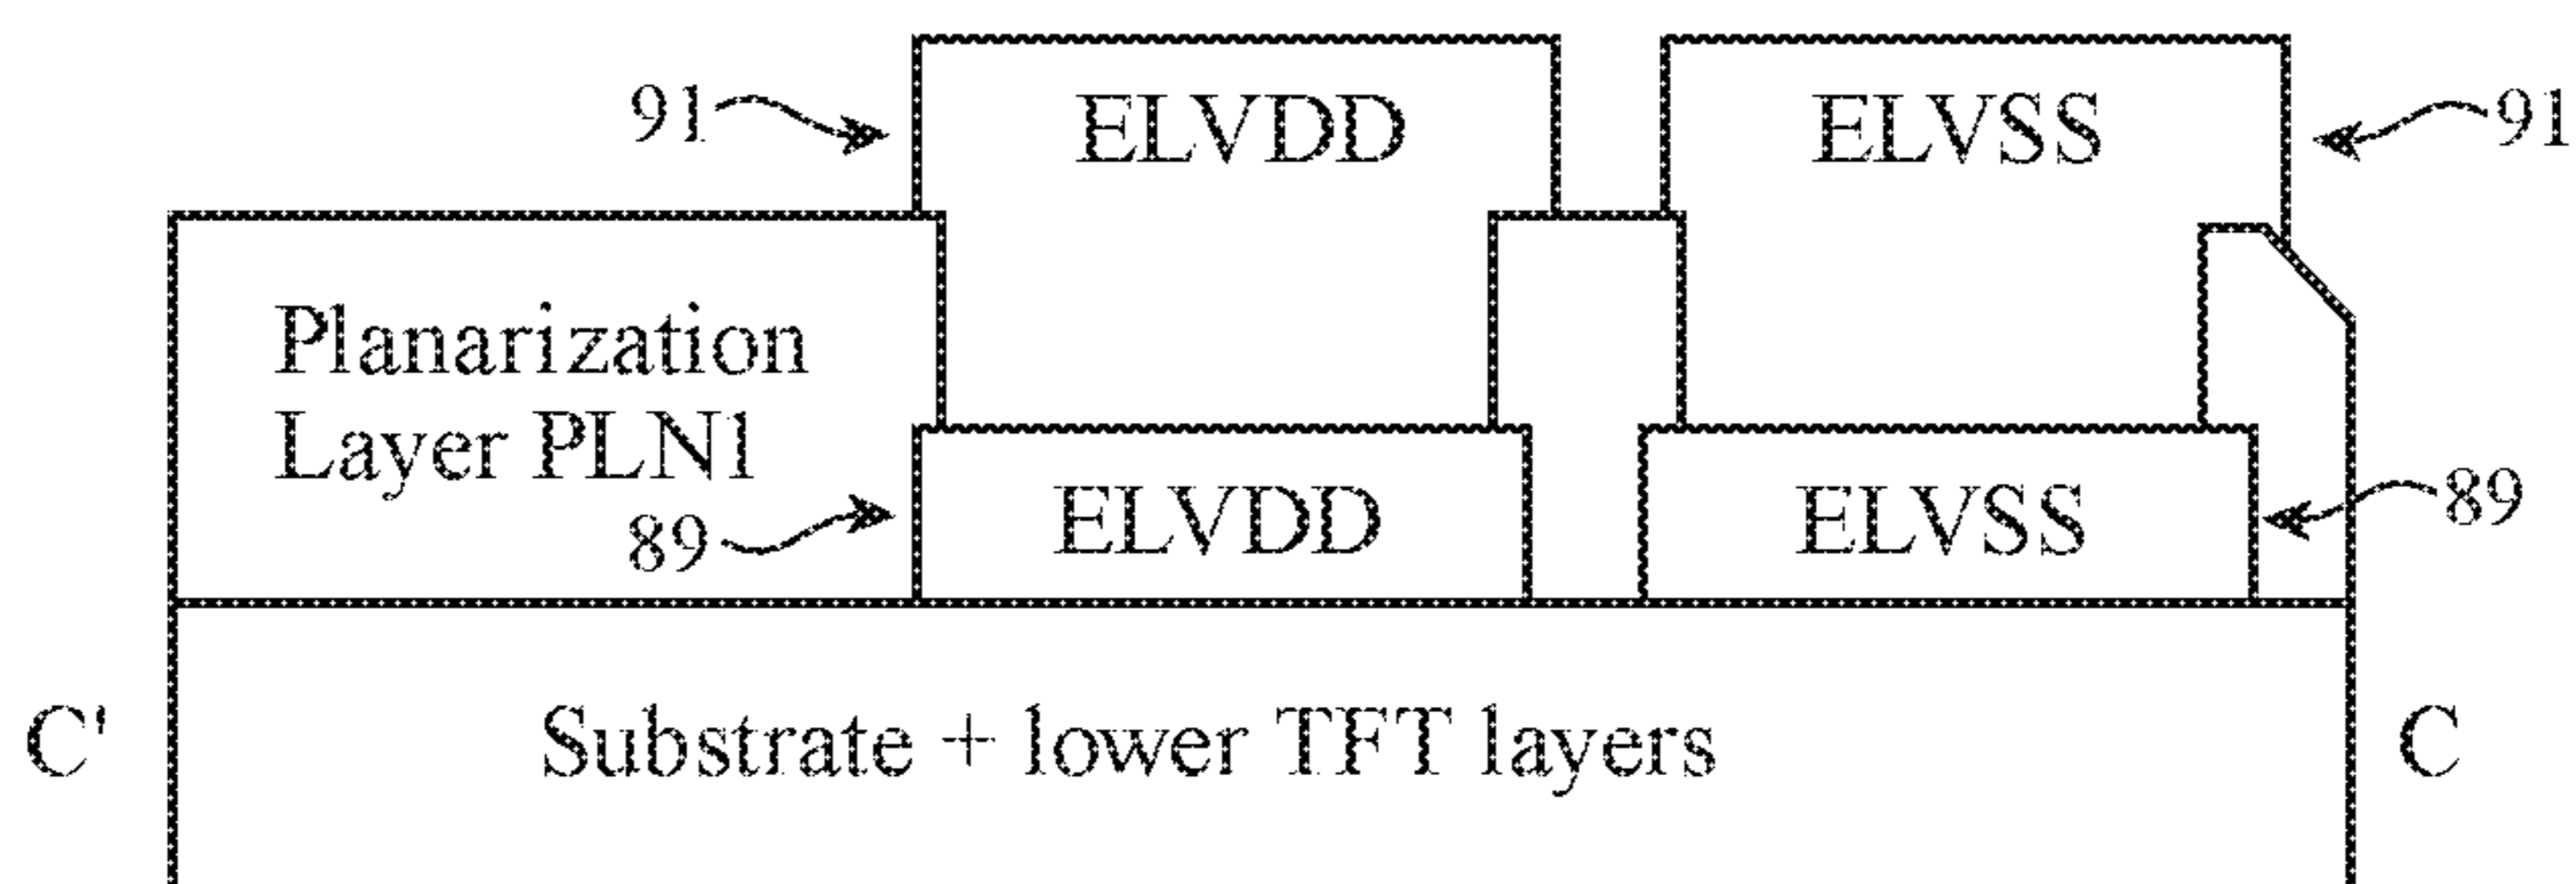 91 ELVDD ELVSS 91
Planarization
Layer PLN1
89 ELVDD ELVSS 89
C' Substrate + lower TFT layers C